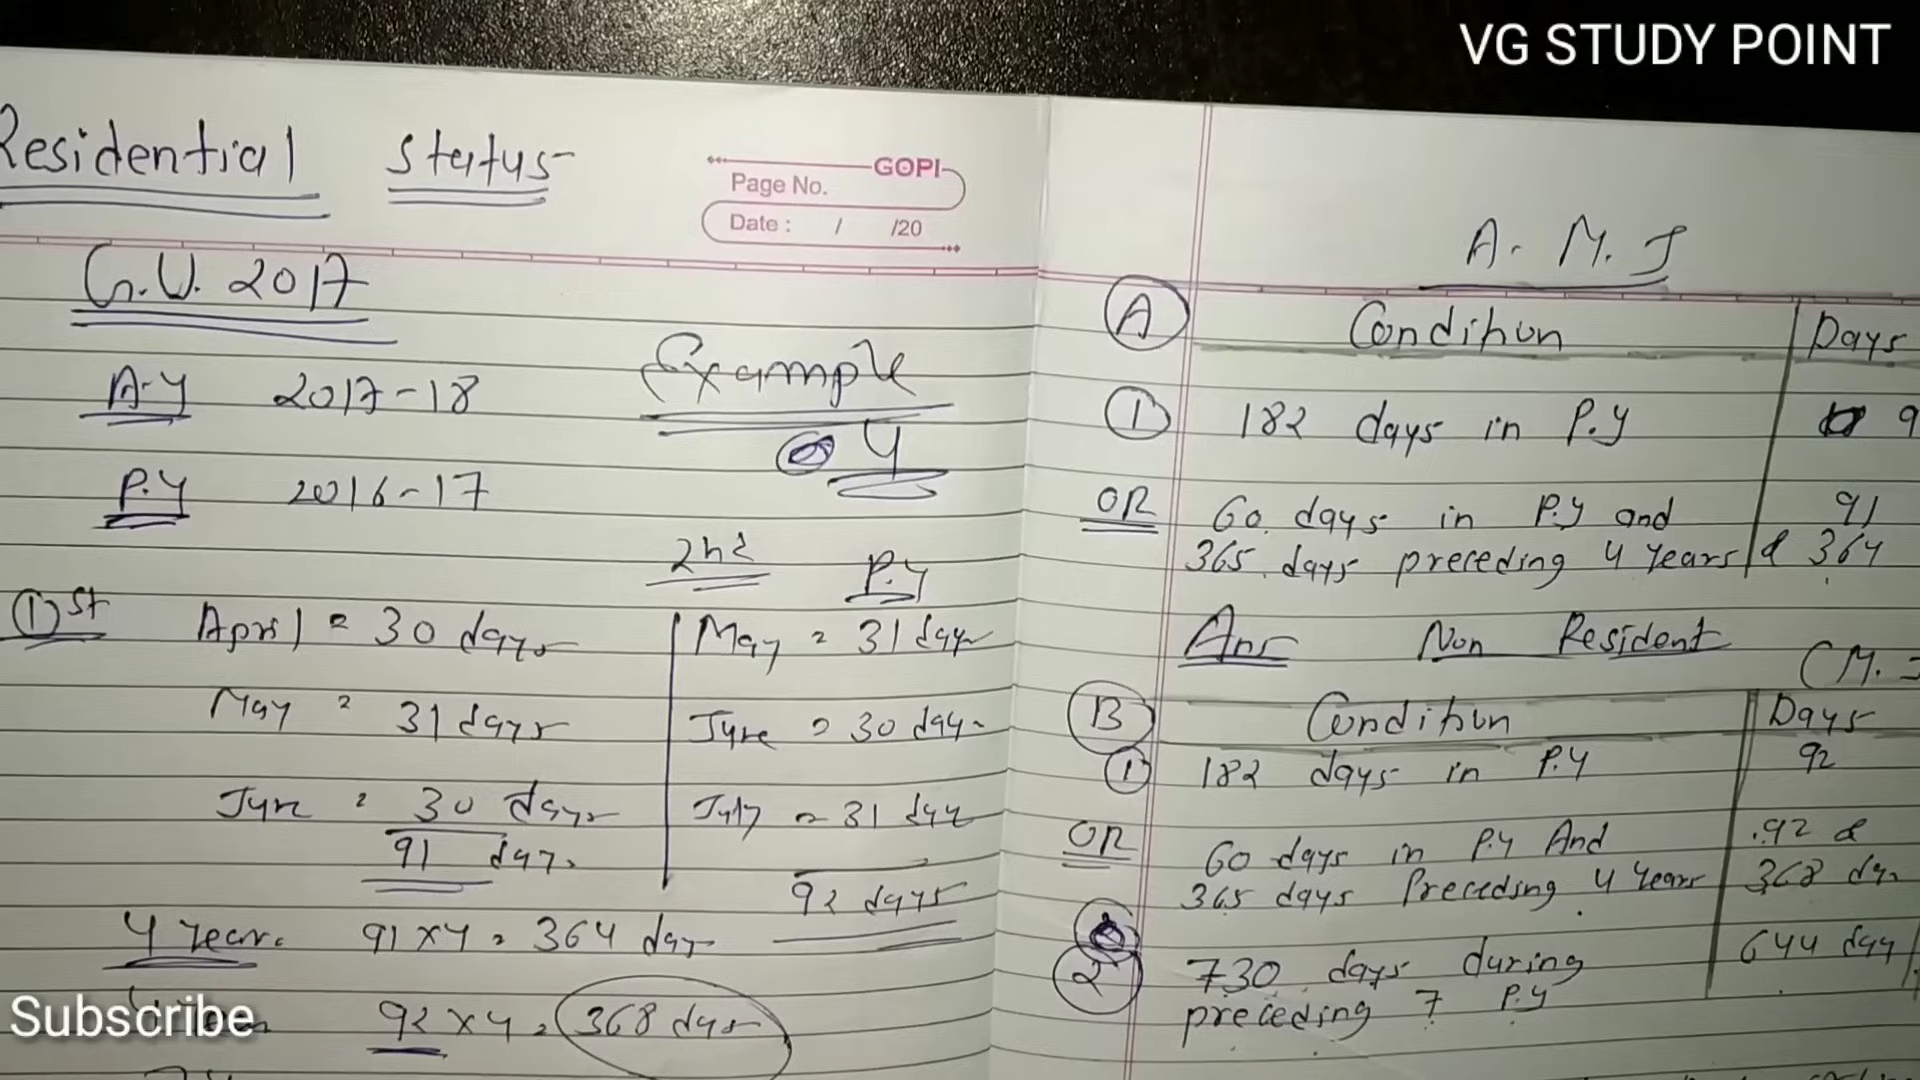 VG STUDY POINT
Residential Status
GOPI
Page No.
Date : / /20
G.U. 2017
A.Y 2017-18
Example
4
P.Y 2016-17
2nd P.Y
① st April = 30 days
May = 31 days
June = 30 days
91 days
May = 31 days
June = 30 days
July = 31 days
92 days
4 Years 91 x 4 = 364 days
92 x 4 = 368 days
Subscribe
A. M. J
Ⓐ Condition Days
① 182 days in P.Y 9
OR 60 days in P.Y and 91
365 days preceding 4 Years & 364
Ans Non Resident
(M. J
Ⓑ Condition Days
① 182 days in P.Y 92
OR 60 days in P.Y And 92 &
365 days Preceding 4 Years 368 days
② 730 days during 644 day
preceding 7 P.Y